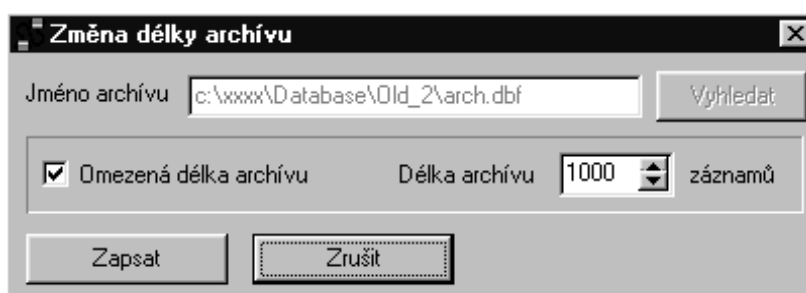 Změna délky archívu
Jméno archívu c:\xxxx\Database\Old_2\arch.dbf Vyhledat
Omezená délka archívu Délka archívu 1000 záznamů
Zapsat Zrušit